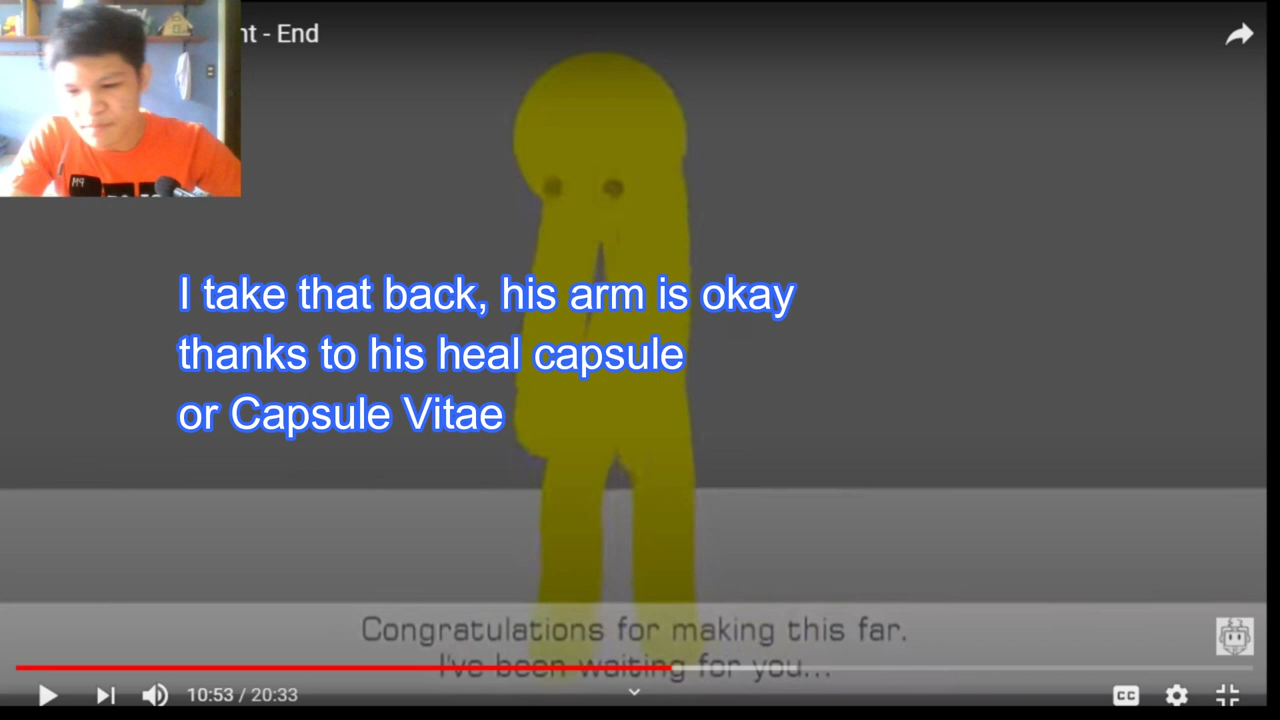 nt - End
I take that back, his arm is okay
thanks to his heal capsule
or Capsule Vitae
Congratulations for making this far.
I've been waiting for you...
10:53 / 20:33
CC